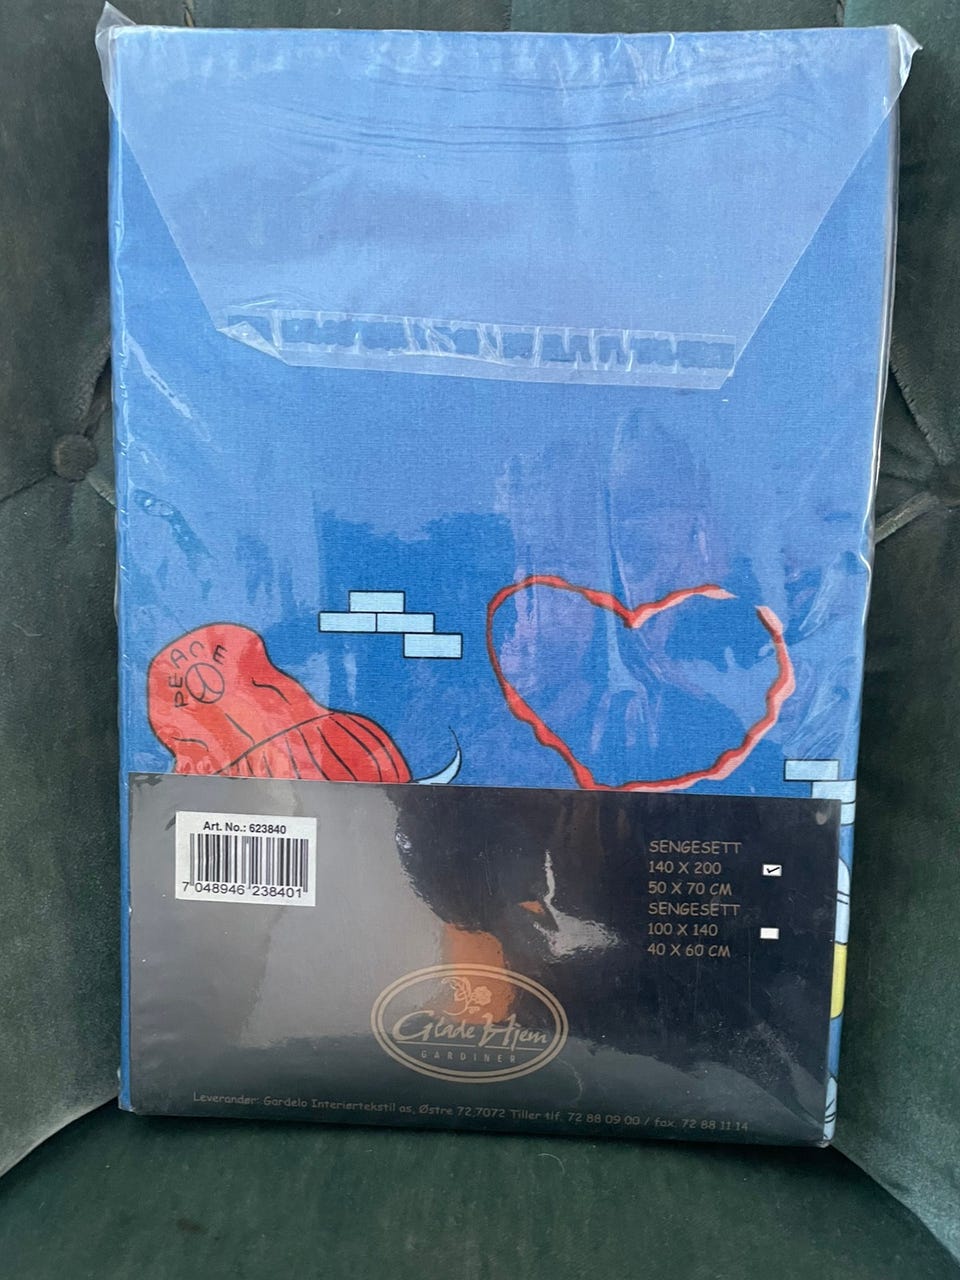 PEACE
Art. No.: 623840
7 048946 238401
SENGESETT
140 X 200
50 X 70 CM
SENGESETT
100 X 140
40 X 60 CM
Glade Hjem
GARDINER
Leverandør: Gardelo Interiørtekstil as, Østre 72,7072 Tiller tlf. 72 88 09 00 / fax. 72 88 11 14